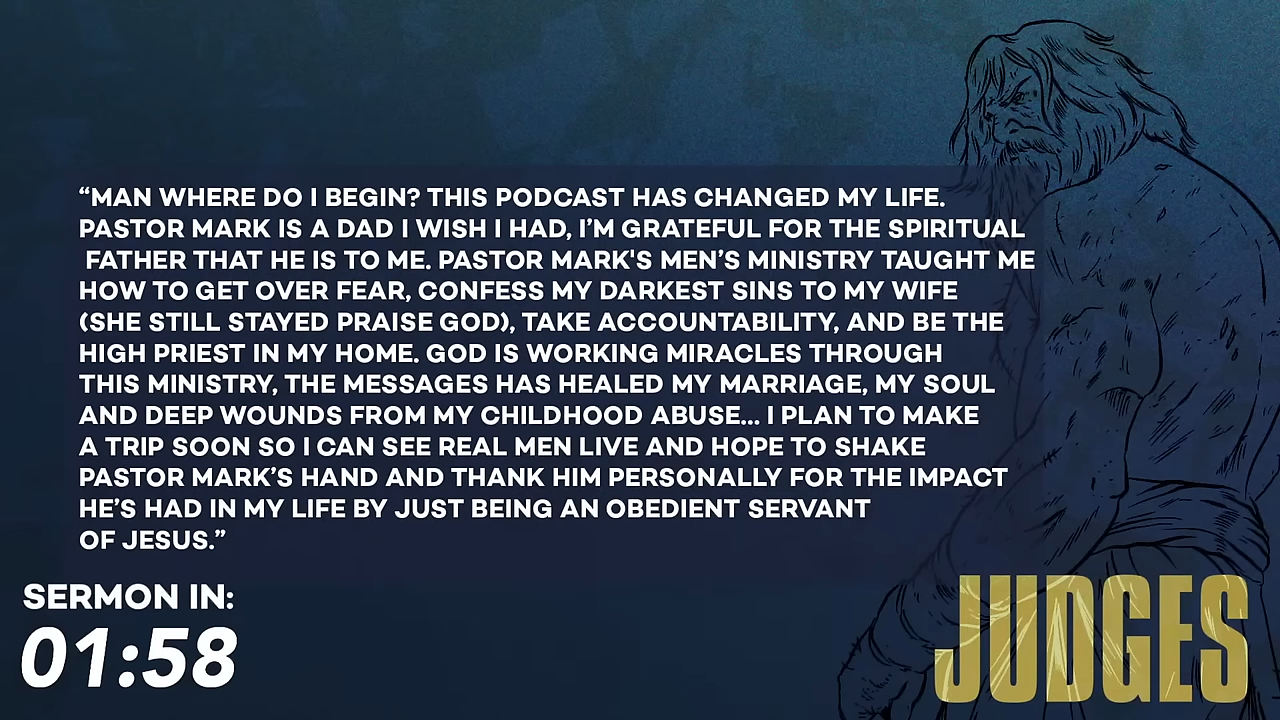 “MAN WHERE DO I BEGIN? THIS PODCAST HAS CHANGED MY LIFE.
PASTOR MARK IS A DAD I WISH I HAD, I’M GRATEFUL FOR THE SPIRITUAL
FATHER THAT HE IS TO ME. PASTOR MARK'S MEN’S MINISTRY TAUGHT ME
HOW TO GET OVER FEAR, CONFESS MY DARKEST SINS TO MY WIFE
(SHE STILL STAYED PRAISE GOD), TAKE ACCOUNTABILITY, AND BE THE
HIGH PRIEST IN MY HOME. GOD IS WORKING MIRACLES THROUGH
THIS MINISTRY, THE MESSAGES HAS HEALED MY MARRIAGE, MY SOUL
AND DEEP WOUNDS FROM MY CHILDHOOD ABUSE... I PLAN TO MAKE
A TRIP SOON SO I CAN SEE REAL MEN LIVE AND HOPE TO SHAKE
PASTOR MARK’S HAND AND THANK HIM PERSONALLY FOR THE IMPACT
HE’S HAD IN MY LIFE BY JUST BEING AN OBEDIENT SERVANT
OF JESUS.”
SERMON IN:
01:58
JUDGES